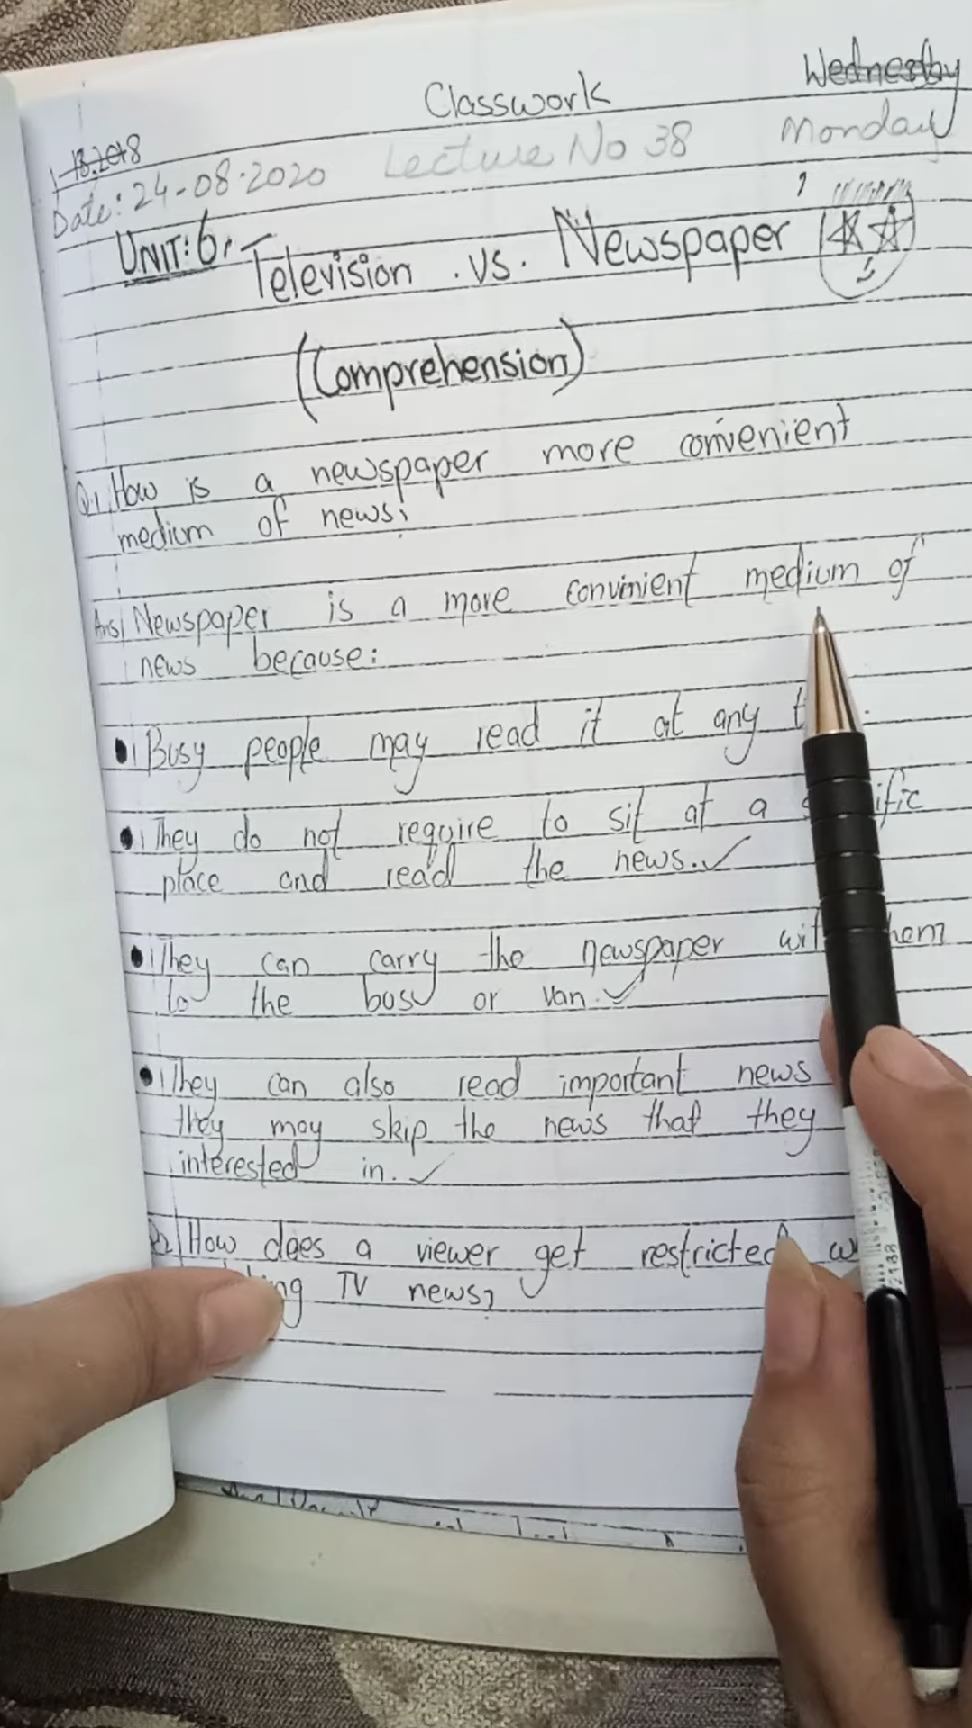 Classwork
Wednesday
Monday
Date: 24-08-2020 Lecture No 38
UNIT: 6, Television vs. Newspaper
(Comprehension)
Q1. How is a newspaper more convenient
medium of news?
Ans/ Newspaper is a more convinient medium of
news because:
Busy people may read it at any
They do not require to sit at a
place and read the news.
They can carry the newspaper
to the bus or van.
They can also read important news
they may skip the news that they
interested in.
How does a viewer get restricted
TV news?